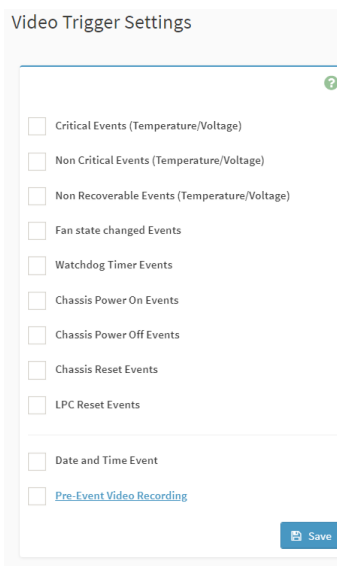 Video Trigger Settings
Critical Events (Temperature/Voltage)
Non Critical Events (Temperature/Voltage)
Non Recoverable Events (Temperature/Voltage)
Fan state changed Events
Watchdog Timer Events
Chassis Power On Events
Chassis Power Off Events
Chassis Reset Events
LPC Reset Events
Date and Time Event
Pre-Event Video Recording
Save